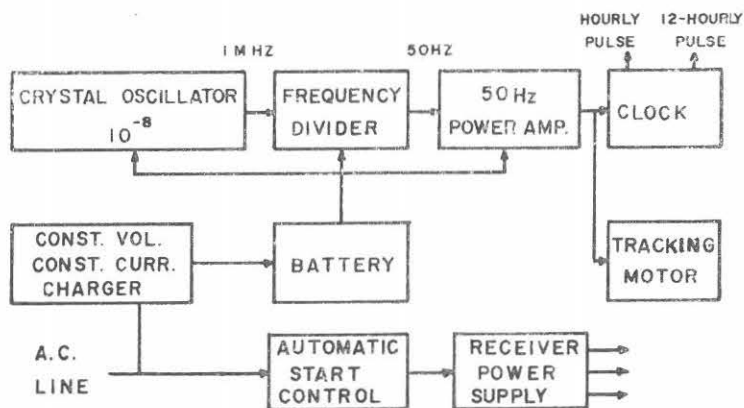 HOURLY
PULSE
12-HOURLY
PULSE
1 MHZ
50HZ
CRYSTAL OSCILLATOR
10⁻⁸
FREQUENCY
DIVIDER
50 Hz
POWER AMP.
CLOCK
CONST. VOL.
CONST. CURR.
CHARGER
BATTERY
TRACKING
MOTOR
A.C.
LINE
AUTOMATIC
START
CONTROL
RECEIVER
POWER
SUPPLY